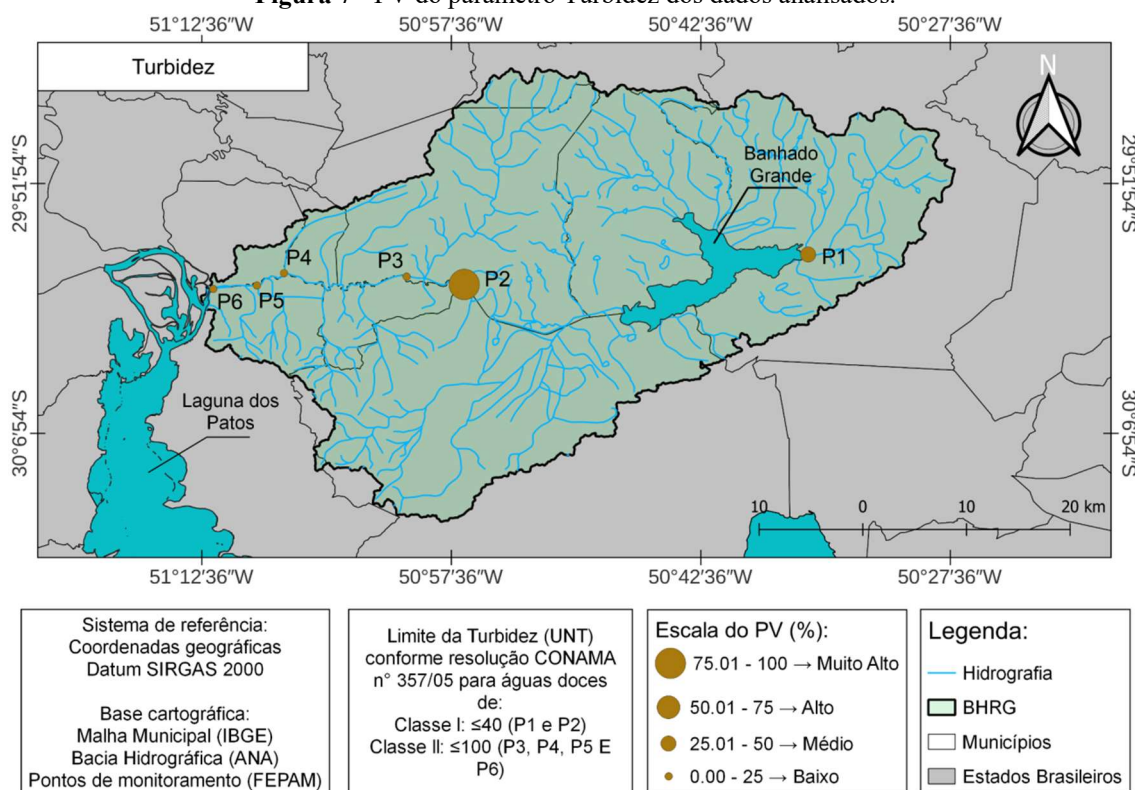 Figura 7 - PV do parâmetro Turbidez dos dados analisados.
51°12'36"W 50°57'36"W 50°42'36"W 50°27'36"W
Turbidez
N
29°51'54"S
29°51'54"S
Banhado
Grande
P4
P3
P2
P1
P6
P5
Laguna dos
Patos
30°6'54"S
30°6'54"S
10 0 10 20 km
51°12'36"W 50°57'36"W 50°42'36"W 50°27'36"W
Sistema de referência:
Coordenadas geográficas
Datum SIRGAS 2000
Base cartográfica:
Malha Municipal (IBGE)
Bacia Hidrográfica (ANA)
Pontos de monitoramento (FEPAM)
Limite da Turbidez (UNT)
conforme resolução CONAMA
n° 357/05 para águas doces
de:
Classe I: ≤40 (P1 e P2)
Classe II: ≤100 (P3, P4, P5 E
P6)
Escala do PV (%):
75.01 - 100 → Muito Alto
50.01 - 75 → Alto
25.01 - 50 → Médio
0.00 - 25 → Baixo
Legenda:
Hidrografia
BHRG
Municípios
Estados Brasileiros